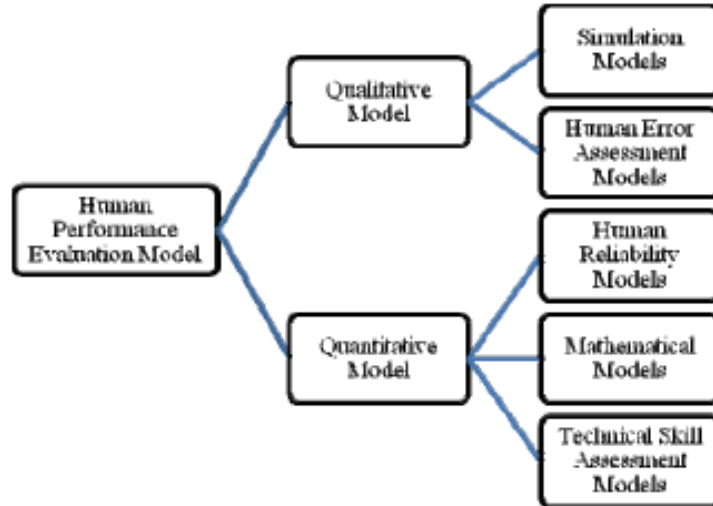 Simulation
Models
Qualitative
Model
Human Error
Assessment
Models
Human
Performance
Evaluation Model
Human
Reliability
Models
Quantitative
Model
Mathematical
Models
Technical Skill
Assessment
Models